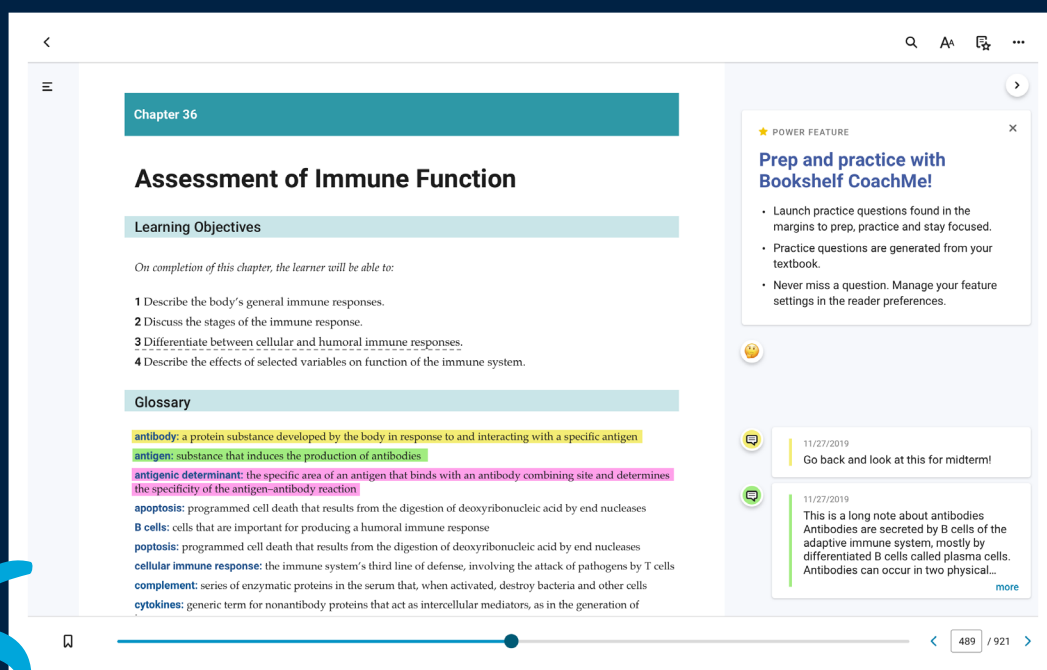 Chapter 36
Assessment of Immune Function
Learning Objectives
On completion of this chapter, the learner will be able to:
1 Describe the body's general immune responses.
2 Discuss the stages of the immune response.
3 Differentiate between cellular and humoral immune responses.
4 Describe the effects of selected variables on function of the immune system.
Glossary
antibody: a protein substance developed by the body in response to and interacting with a specific antigen
antigen: substance that induces the production of antibodies
antigenic determinant: the specific area of an antigen that binds with an antibody combining site and determines
the specificity of the antigen–antibody reaction
apoptosis: programmed cell death that results from the digestion of deoxyribonucleic acid by end nucleases
B cells: cells that are important for producing a humoral immune response
poptosis: programmed cell death that results from the digestion of deoxyribonucleic acid by end nucleases
cellular immune response: the immune system's third line of defense, involving the attack of pathogens by T cells
complement: series of enzymatic proteins in the serum that, when activated, destroy bacteria and other cells
cytokines: generic term for nonantibody proteins that act as intercellular mediators, as in the generation of
POWER FEATURE
Prep and practice with
Bookshelf CoachMe!
• Launch practice questions found in the
margins to prep, practice and stay focused.
• Practice questions are generated from your
textbook.
• Never miss a question. Manage your feature
settings in the reader preferences.
11/27/2019
Go back and look at this for midterm!
11/27/2019
This is a long note about antibodies
Antibodies are secreted by B cells of the
adaptive immune system, mostly by
differentiated B cells called plasma cells.
Antibodies can occur in two physical...
more
489 / 921